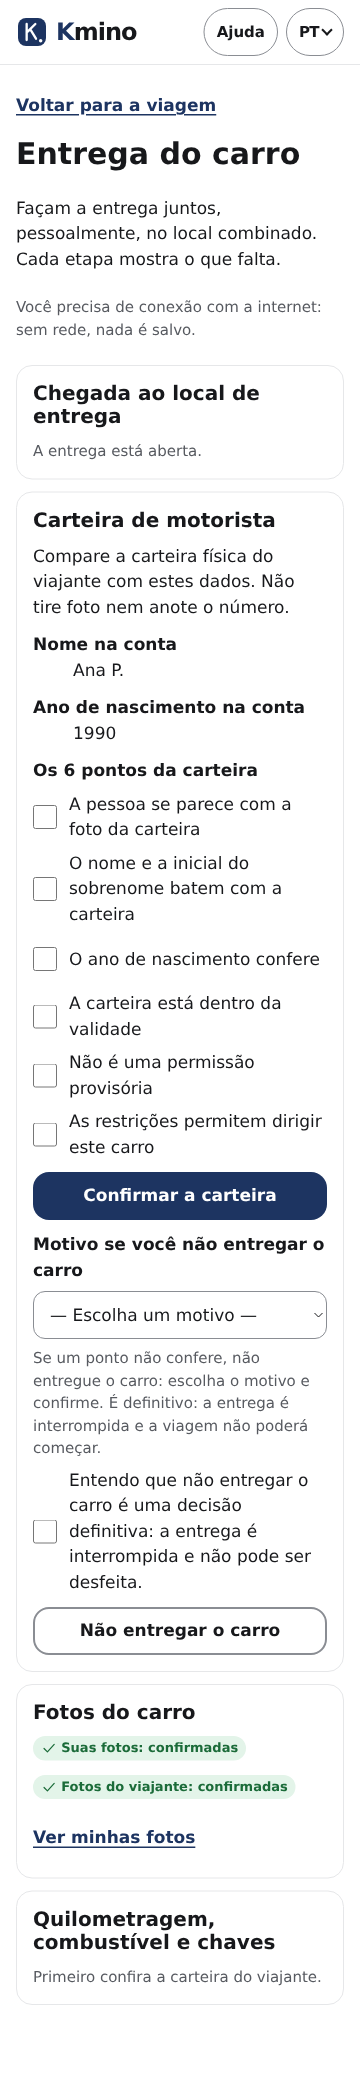 Kmino
Ajuda
PT
Voltar para a viagem
Entrega do carro
Façam a entrega juntos,
pessoalmente, no local combinado.
Cada etapa mostra o que falta.
Você precisa de conexão com a internet:
sem rede, nada é salvo.
Chegada ao local de
entrega
A entrega está aberta.
Carteira de motorista
Compare a carteira física do
viajante com estes dados. Não
tire foto nem anote o número.
Nome na conta
Ana P.
Ano de nascimento na conta
1990
Os 6 pontos da carteira
A pessoa se parece com a
foto da carteira
O nome e a inicial do
sobrenome batem com a
carteira
O ano de nascimento confere
A carteira está dentro da
validade
Não é uma permissão
provisória
As restrições permitem dirigir
este carro
Confirmar a carteira
Motivo se você não entregar o
carro
— Escolha um motivo —
Se um ponto não confere, não
entregue o carro: escolha o motivo e
confirme. É definitivo: a entrega é
interrompida e a viagem não poderá
começar.
Entendo que não entregar o
carro é uma decisão
definitiva: a entrega é
interrompida e não pode ser
desfeita.
Não entregar o carro
Fotos do carro
Suas fotos: confirmadas
Fotos do viajante: confirmadas
Ver minhas fotos
Quilometragem,
combustível e chaves
Primeiro confira a carteira do viajante.